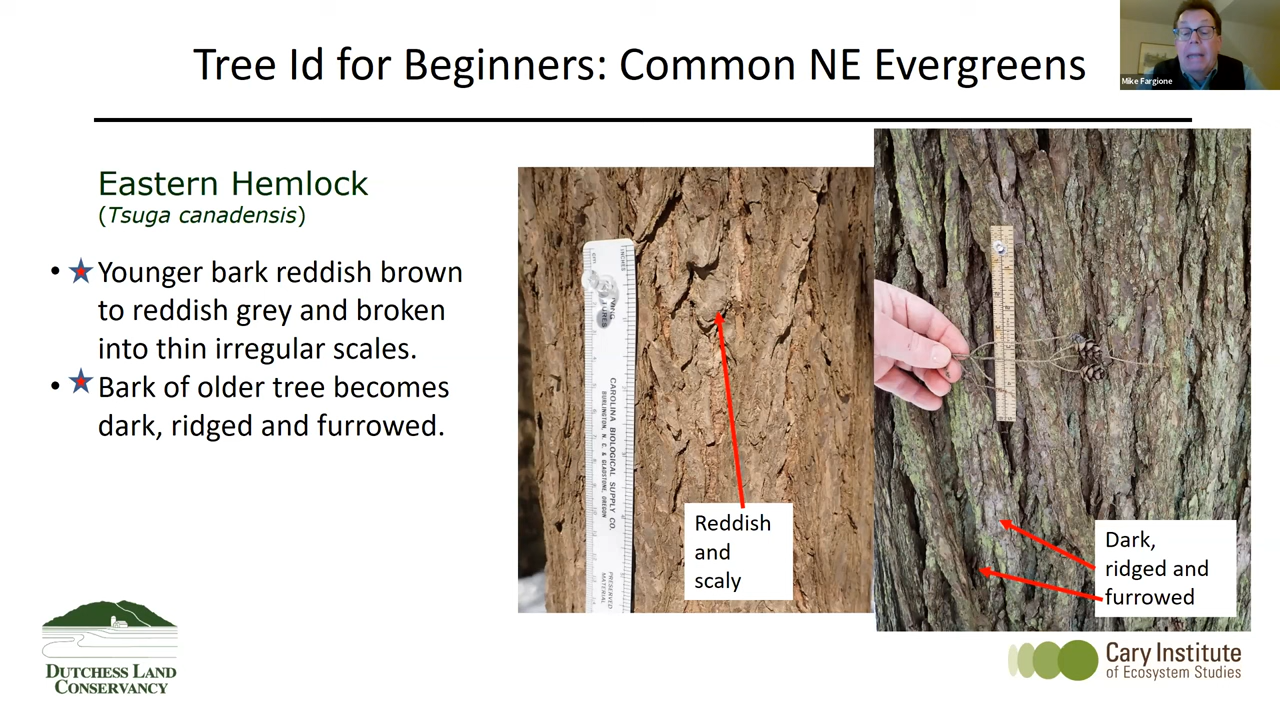 Tree Id for Beginners: Common NE Evergreens
Mike Fargione
Eastern Hemlock
(Tsuga canadensis)
• Younger bark reddish brown
to reddish grey and broken
into thin irregular scales.
• Bark of older tree becomes
dark, ridged and furrowed.
INCHES
cm
CAROLINA BIOLOGICAL SUPPLY CO.
BURLINGTON, N. C. & GLADSTONE, OREGON
PRESERVED
MATERIAL
Reddish
and
scaly
Dark,
ridged and
furrowed
DUTCHESS LAND
CONSERVANCY
Cary Institute
of Ecosystem Studies